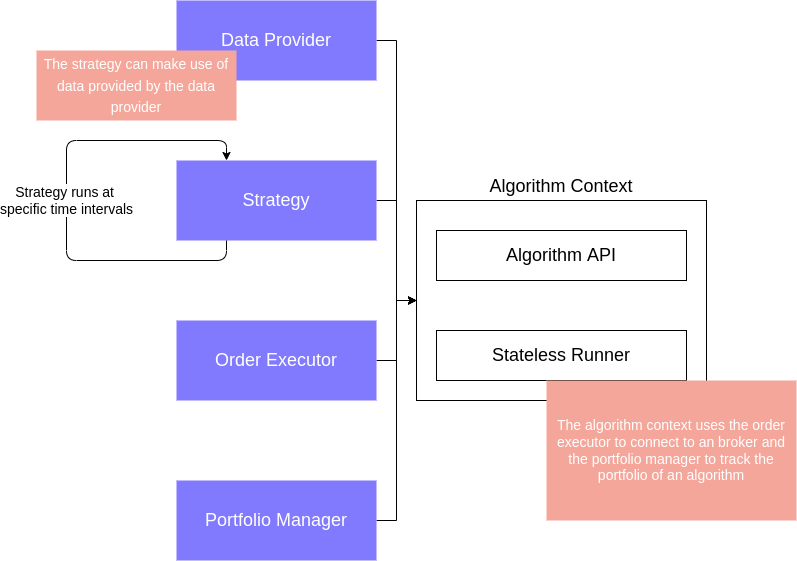 Data Provider
The strategy can make use of
data provided by the data
provider
Strategy runs at
specific time intervals
Strategy
Algorithm Context
Algorithm API
Order Executor
Stateless Runner
The algorithm context uses the order
executor to connect to an broker and
the portfolio manager to track the
portfolio of an algorithm
Portfolio Manager